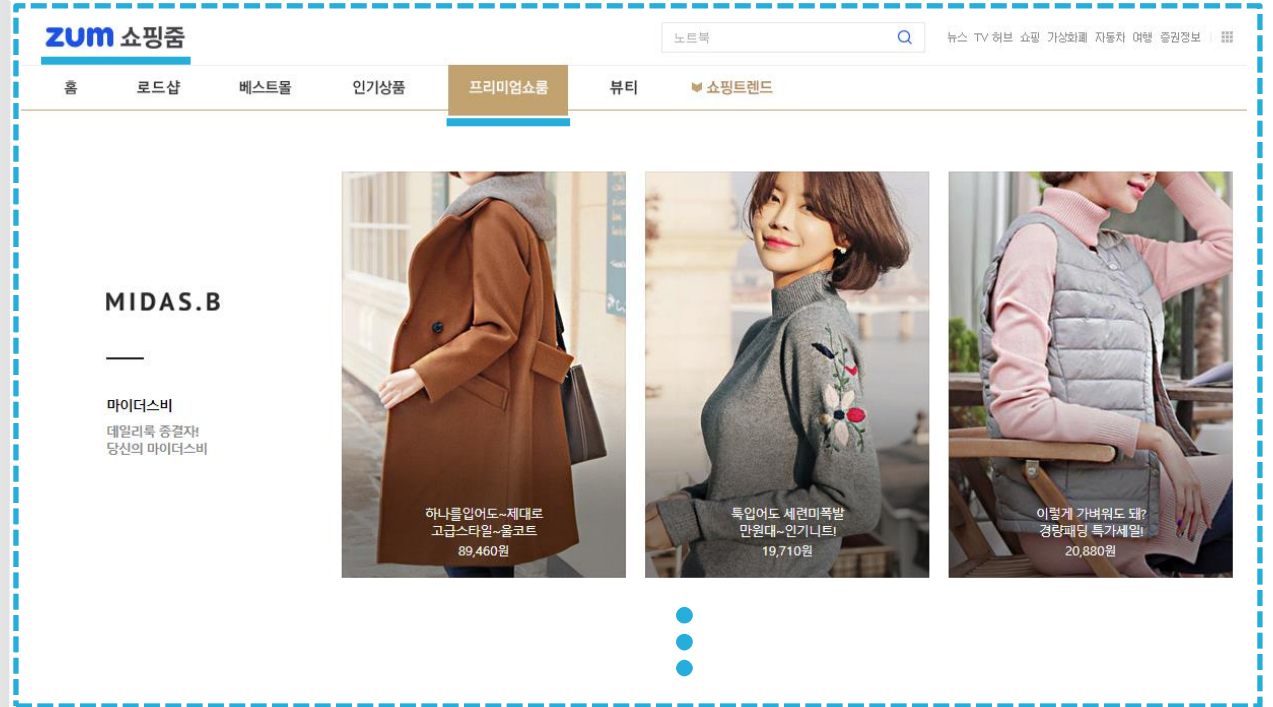 zum 쇼핑줌
노트북
뉴스 TV 허브 쇼핑 가상화폐 자동차 여행 증권정보
홈 로드샵 베스트몰 인기상품 프리미엄쇼룸 뷰티 쇼핑트렌드
MIDAS.B
마이더스비
데일리룩 종결자!
당신의 마이더스비
하나를입어도~제대로
고급스타일~울코트
89,460원
툭입어도 세련미폭발
만원대~인기니트!
19,710원
이렇게 가벼워도 돼?
경량패딩 특가세일!
20,880원